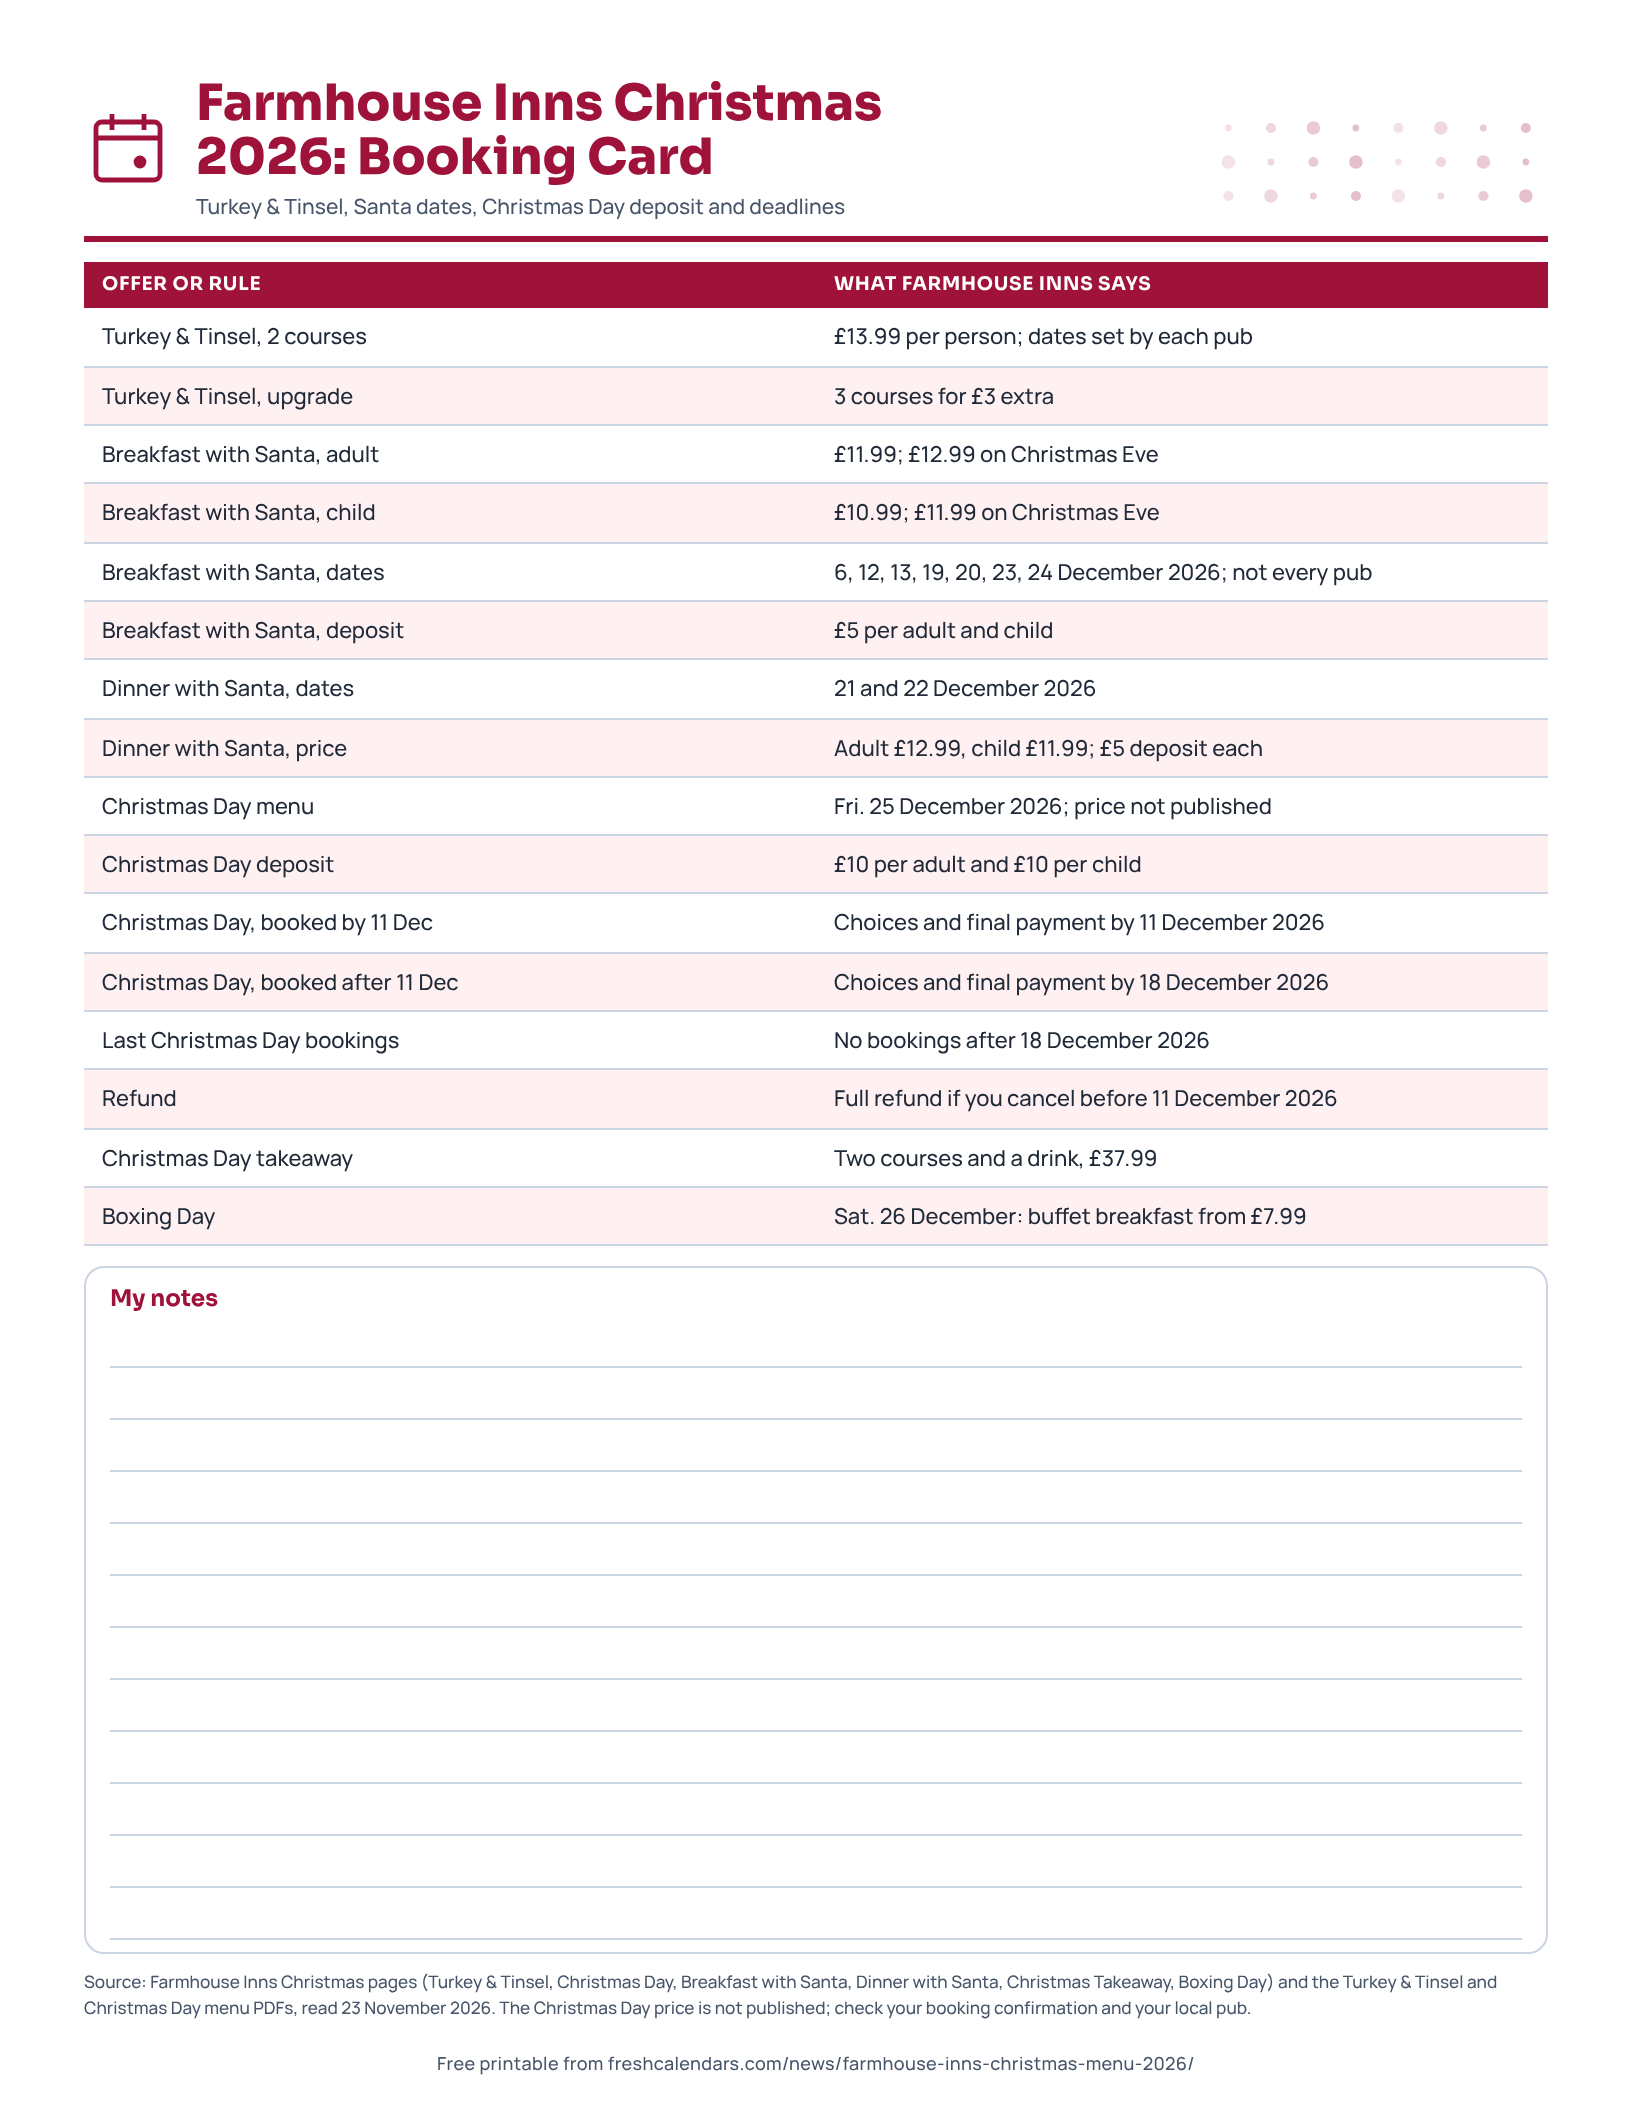 Farmhouse Inns Christmas
2026: Booking Card
Turkey & Tinsel, Santa dates, Christmas Day deposit and deadlines
OFFER OR RULE WHAT FARMHOUSE INNS SAYS
Turkey & Tinsel, 2 courses £13.99 per person; dates set by each pub
Turkey & Tinsel, upgrade 3 courses for £3 extra
Breakfast with Santa, adult £11.99; £12.99 on Christmas Eve
Breakfast with Santa, child £10.99; £11.99 on Christmas Eve
Breakfast with Santa, dates 6, 12, 13, 19, 20, 23, 24 December 2026; not every pub
Breakfast with Santa, deposit £5 per adult and child
Dinner with Santa, dates 21 and 22 December 2026
Dinner with Santa, price Adult £12.99, child £11.99; £5 deposit each
Christmas Day menu Fri. 25 December 2026; price not published
Christmas Day deposit £10 per adult and £10 per child
Christmas Day, booked by 11 Dec Choices and final payment by 11 December 2026
Christmas Day, booked after 11 Dec Choices and final payment by 18 December 2026
Last Christmas Day bookings No bookings after 18 December 2026
Refund Full refund if you cancel before 11 December 2026
Christmas Day takeaway Two courses and a drink, £37.99
Boxing Day Sat. 26 December: buffet breakfast from £7.99
My notes
Source: Farmhouse Inns Christmas pages (Turkey & Tinsel, Christmas Day, Breakfast with Santa, Dinner with Santa, Christmas Takeaway, Boxing Day) and the Turkey & Tinsel and
Christmas Day menu PDFs, read 23 November 2026. The Christmas Day price is not published; check your booking confirmation and your local pub.
Free printable from freshcalendars.com/news/farmhouse-inns-christmas-menu-2026/